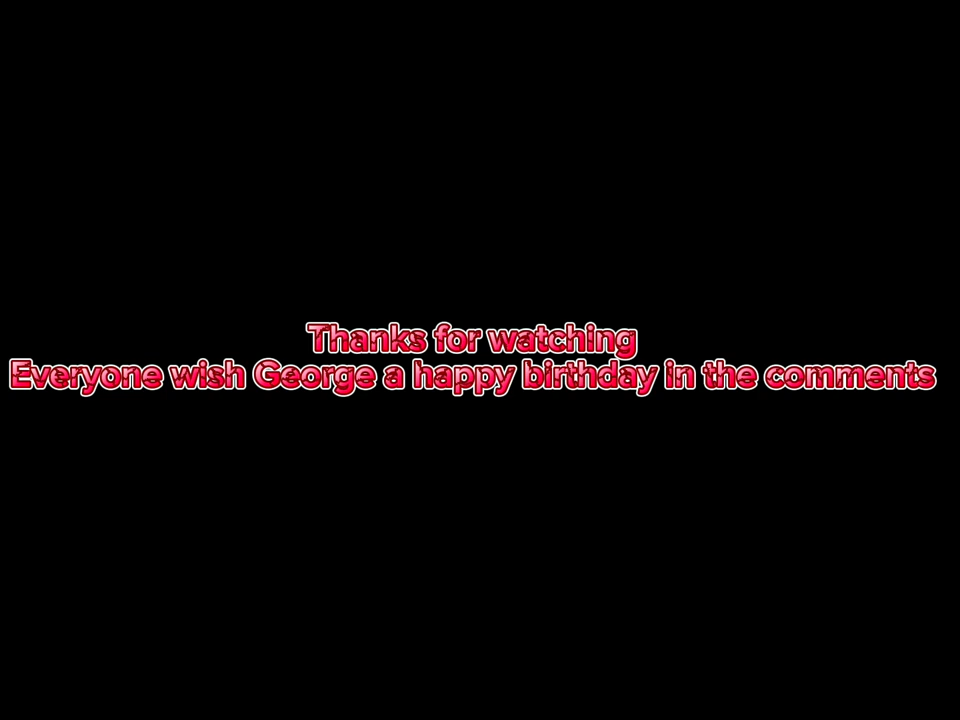 Thanks for watching
Everyone wish George a happy birthday in the comments